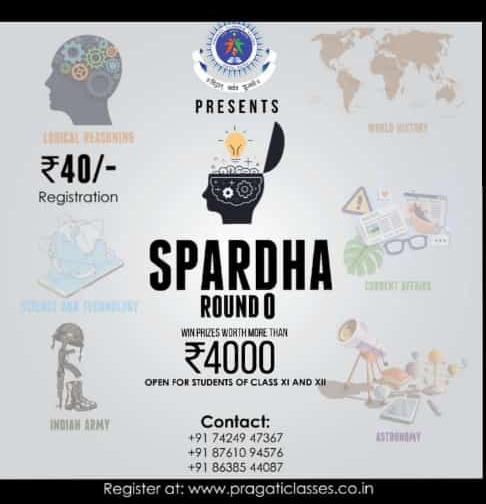 PRESENTS
LOGICAL REASONING
WORLD HISTORY
₹40/-
Registration
SPARDHA
ROUND 0
SCIENCE AND TECHNOLOGY
CURRENT AFFAIRS
WIN PRIZES WORTH MORE THAN
₹4000
OPEN FOR STUDENTS OF CLASS XI AND XII
INDIAN ARMY
ASTRONOMY
Contact:
+91 74249 47367
+91 87610 94576
+91 86385 44087
Register at: www.pragaticlasses.co.in